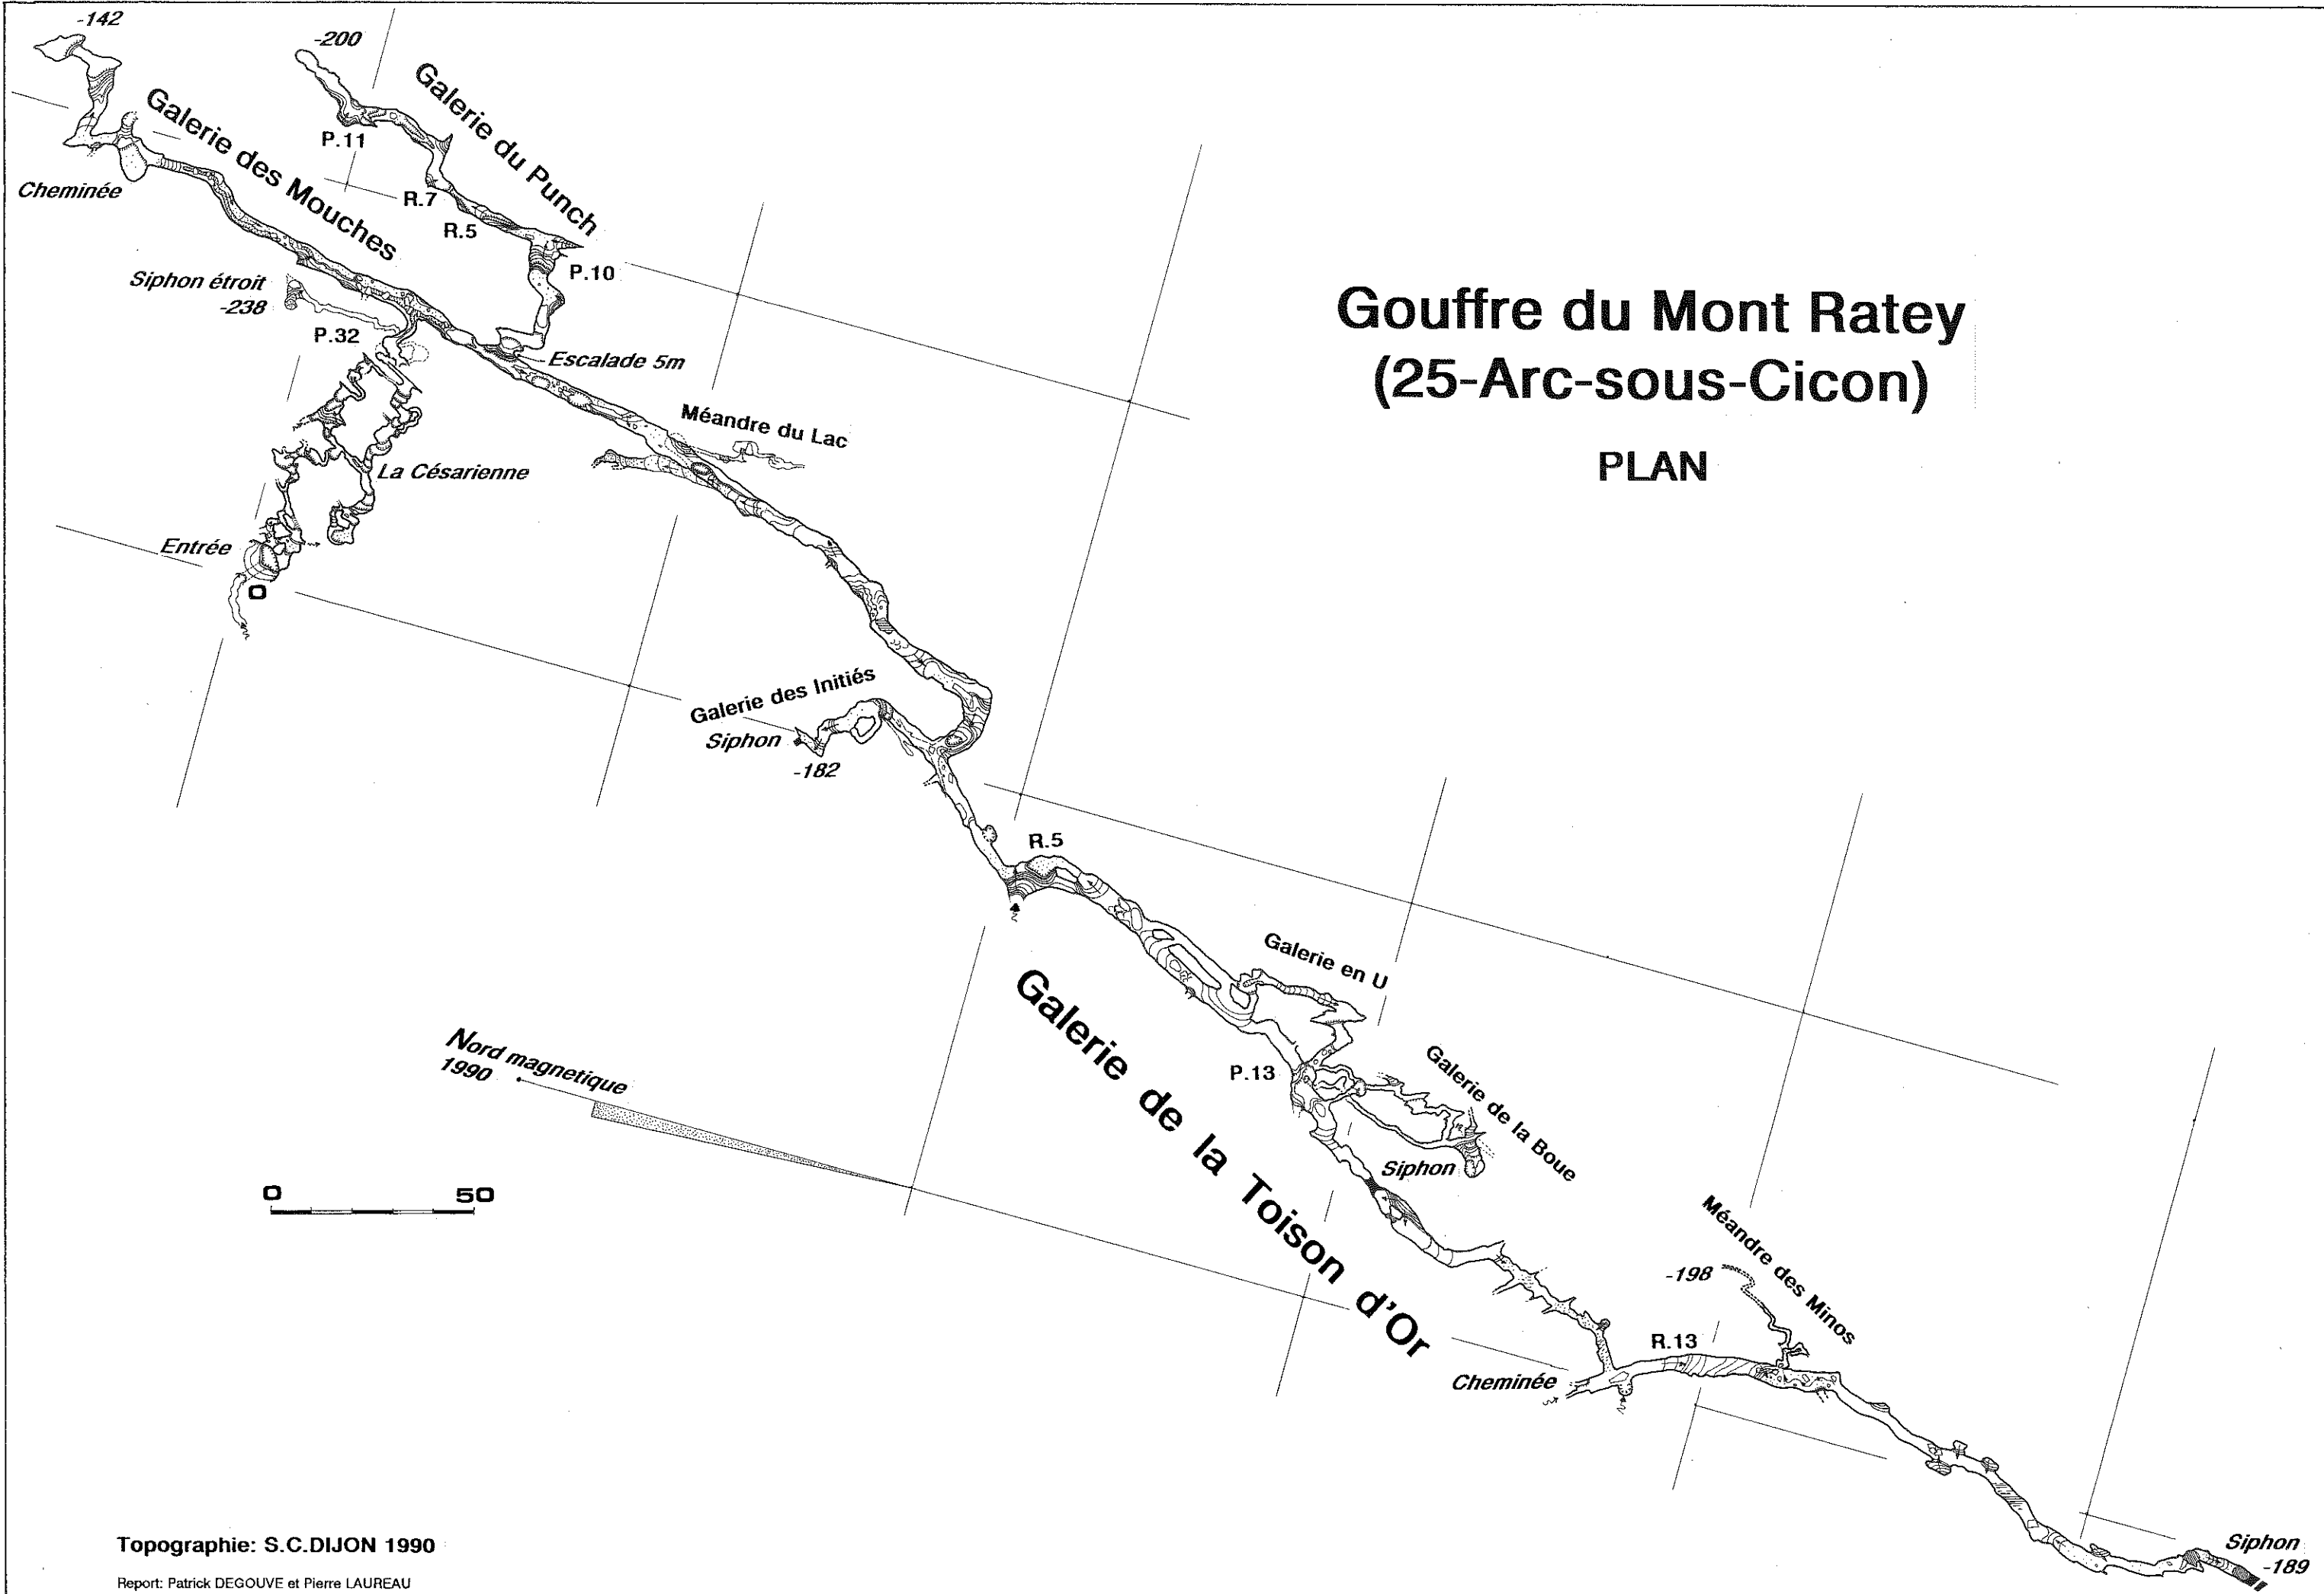 -142
-200
Galerie du Punch
Galerie des Mouches
P.11
Cheminée
R.7
R.5
P.10
Siphon étroit
-238
P.32
Escalade 5m
Méandre du Lac
La Césarienne
Entrée
0
Gouffre du Mont Ratey
(25-Arc-sous-Cicon)
PLAN
Galerie des Initiés
Siphon
-182
R.5
Galerie en U
Galerie de la Toison d'Or
P.13
Galerie de la Boue
Siphon
Nord magnetique
1990
0 50
Méandre des Minos
-198
R.13
Cheminée
Siphon
-189
Topographie: S.C.DIJON 1990
Report: Patrick DEGOUVE et Pierre LAUREAU